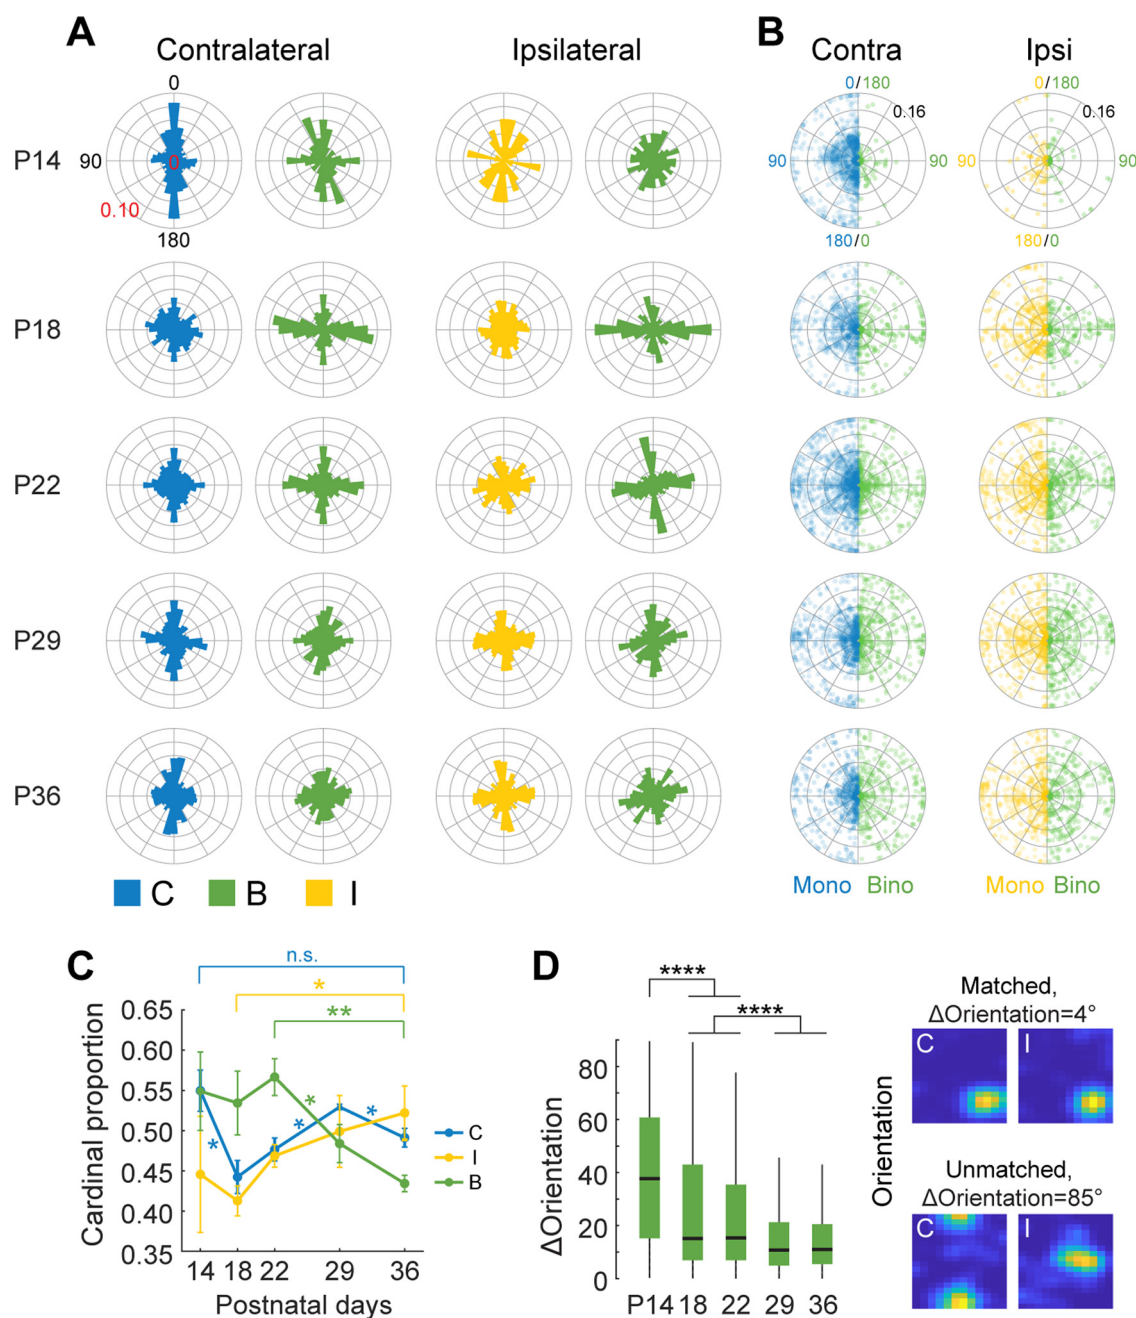 A
Contralateral
Ipsilateral
B
Contra
Ipsi
0
0/180
0/180
0.16
0.16
P14
90
0
90
90
90
90
0.10
180
180/0
180/0
P18
P22
P29
P36
Mono Bino
Mono Bino
C
B
I
C
n.s.
*
**
0.65
0.60
0.55
0.50
0.45
0.40
0.35
Cardinal proportion
*
*
*
*
C
I
B
14
18
22
29
36
Postnatal days
D
****
****
80
60
40
20
0
ΔOrientation
P14
18
22
29
36
Orientation
Matched,
ΔOrientation=4°
C
I
Unmatched,
ΔOrientation=85°
C
I